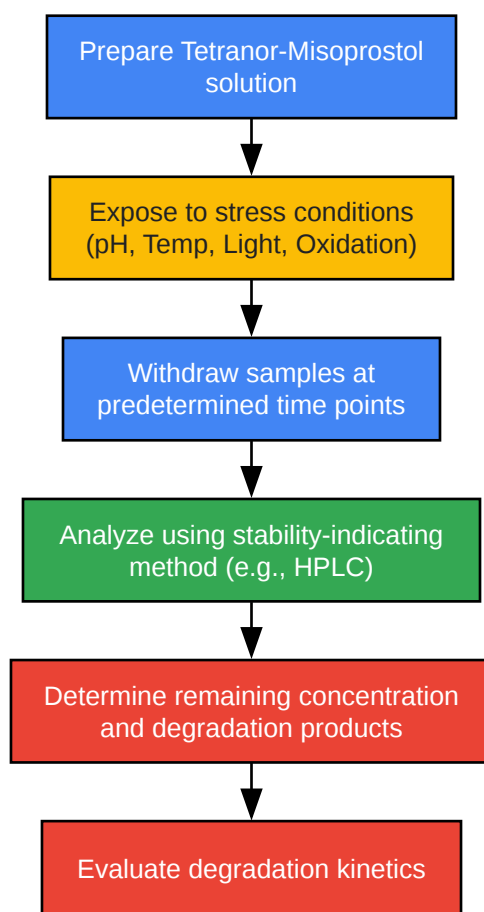 Prepare Tetranor-Misoprostol
solution
Expose to stress conditions
(pH, Temp, Light, Oxidation)
Withdraw samples at
predetermined time points
Analyze using stability-indicating
method (e.g., HPLC)
Determine remaining concentration
and degradation products
Evaluate degradation kinetics